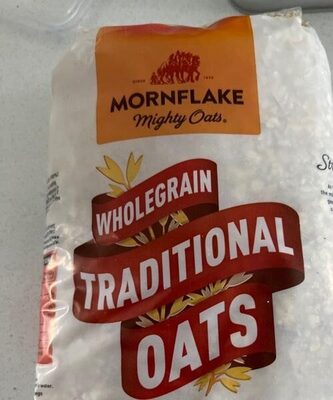 SINCE 1675
MORNFLAKE
Mighty Oats®
WHOLEGRAIN
TRADITIONAL
OATS